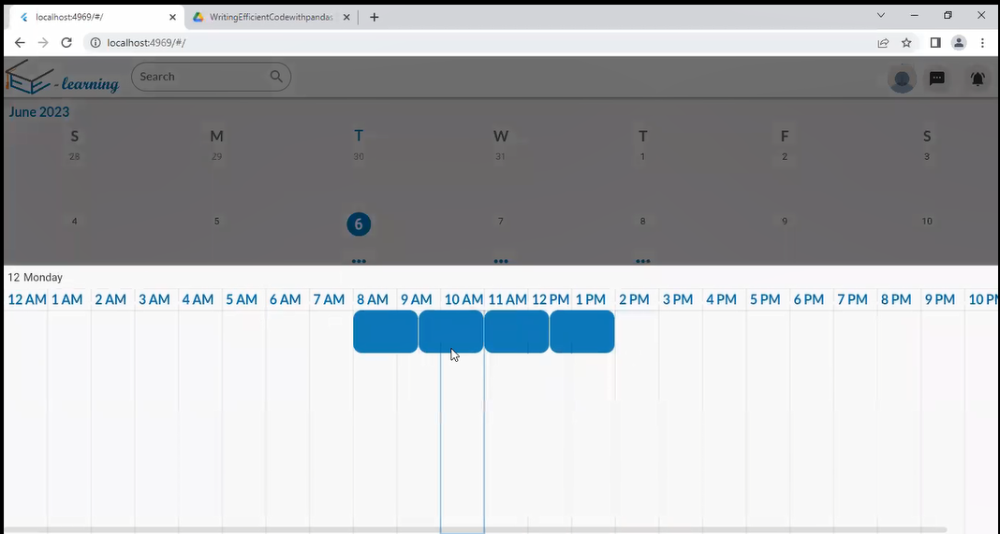 localhost:4969/#/
WritingEfficientCodewithpandas
localhost:4969/#/
E-learning
Search
June 2023
S M T W T F S
28 29 30 31 1 2 3
4 5 6 7 8 9 10
12 Monday
12 AM 1 AM 2 AM 3 AM 4 AM 5 AM 6 AM 7 AM 8 AM 9 AM 10 AM 11 AM 12 PM 1 PM 2 PM 3 PM 4 PM 5 PM 6 PM 7 PM 8 PM 9 PM 10 PM